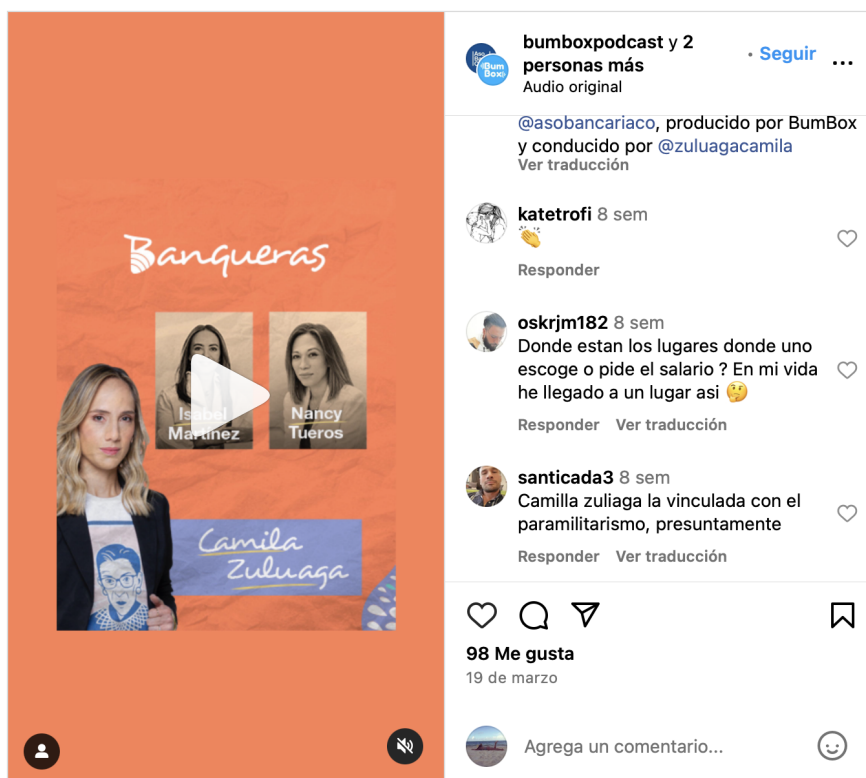 bumboxpodcast y 2
personas más
• Seguir
...
Audio original
BumBox
@asobancariaco, producido por BumBox
y conducido por @zuluagacamila
Ver traducción
katetrofi 8 sem
👏
Responder
oskrjm182 8 sem
Donde estan los lugares donde uno
escoge o pide el salario ? En mi vida
he llegado a un lugar asi 🤔
Responder Ver traducción
santicada3 8 sem
Camilla zuliaga la vinculada con el
paramilitarismo, presuntamente
Responder Ver traducción
98 Me gusta
19 de marzo
Agrega un comentario...
Banqueras
Isabel
Martínez
Nancy
Tueros
Camila
Zuluaga